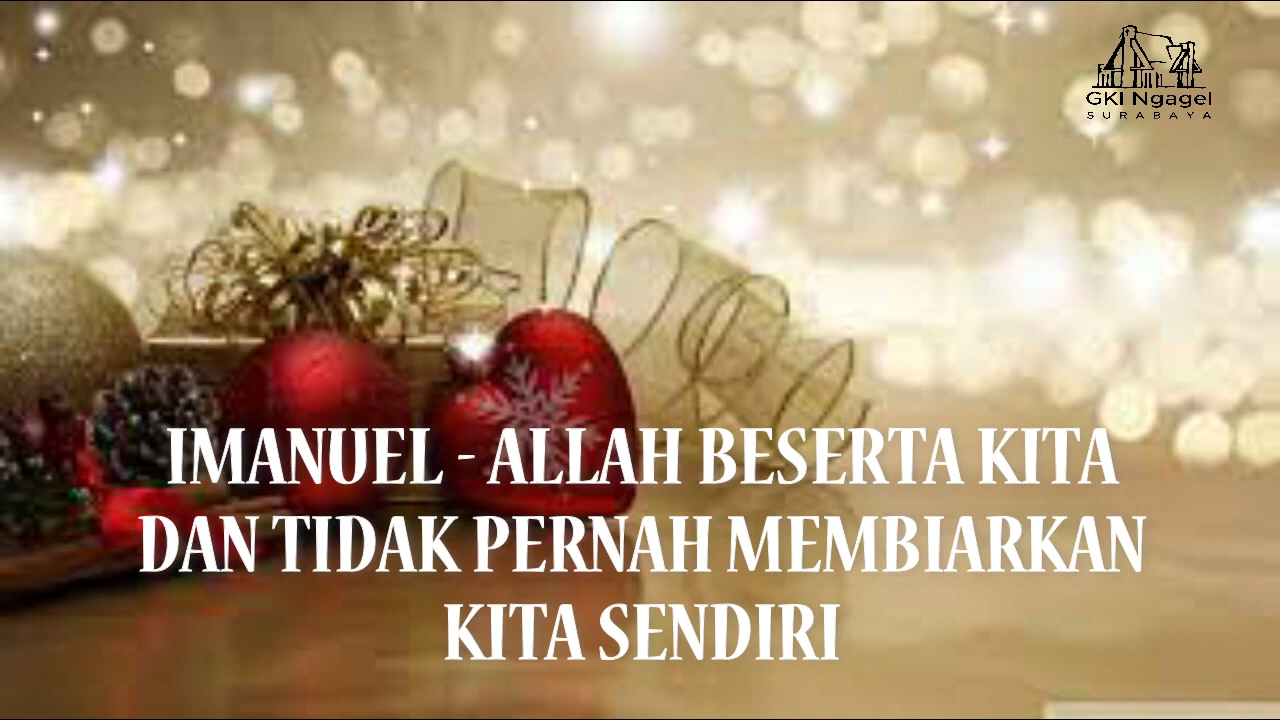 GKI Ngagel
SURABAYA
IMANUEL - ALLAH BESERTA KITA
DAN TIDAK PERNAH MEMBIARKAN
KITA SENDIRI